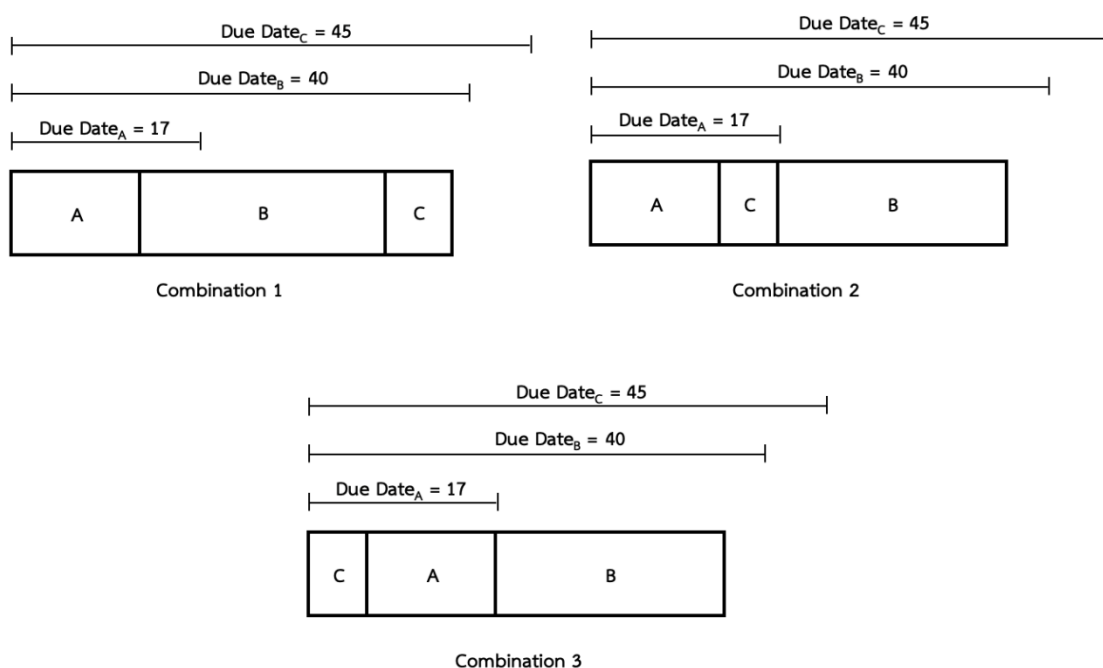 Due Date_C = 45
Due Date_B = 40
Due Date_A = 17
A B C
Combination 1
Due Date_C = 45
Due Date_B = 40
Due Date_A = 17
A C B
Combination 2
Due Date_C = 45
Due Date_B = 40
Due Date_A = 17
C A B
Combination 3